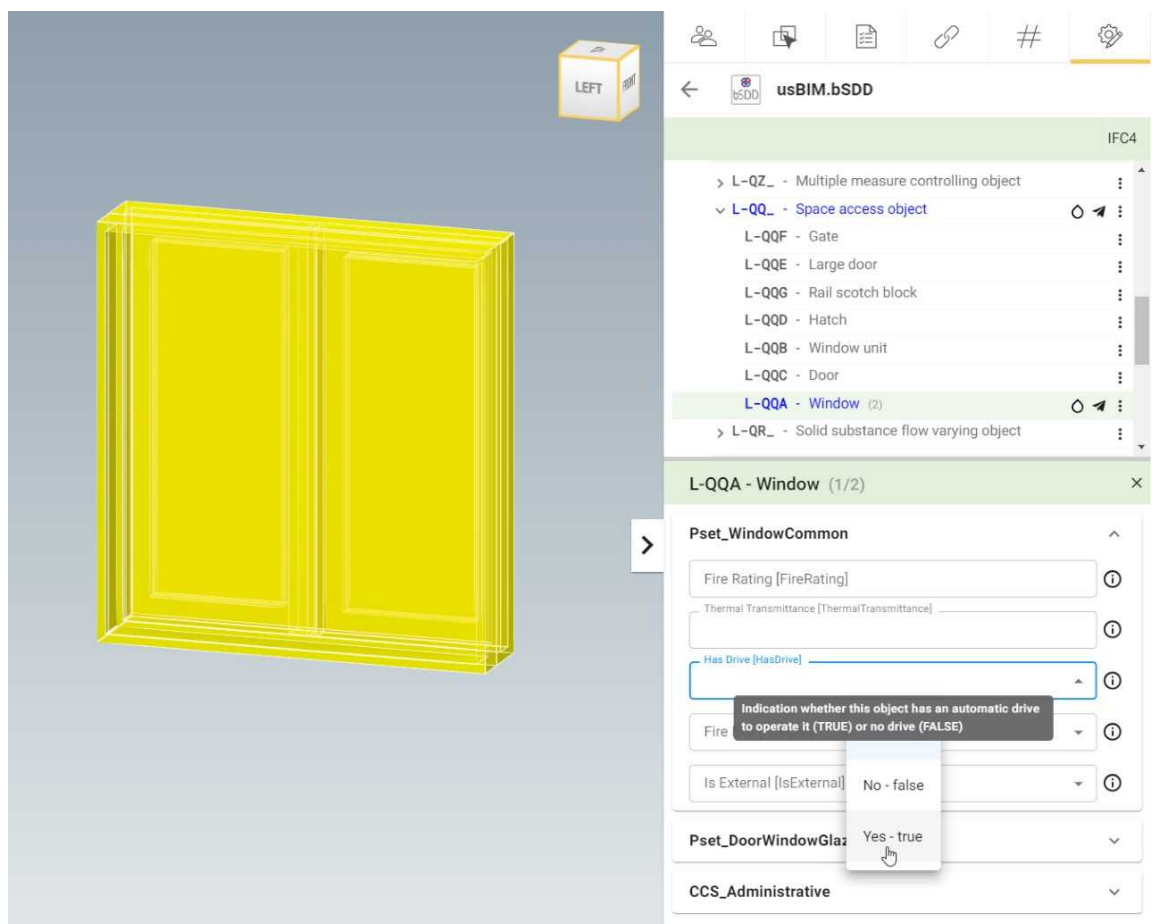 LEFT
FRONT
bSDD
usBIM.bSDD
IFC4
L-QZ_ - Multiple measure controlling object
L-QQ_ - Space access object
L-QQF - Gate
L-QQE - Large door
L-QQG - Rail scotch block
L-QQD - Hatch
L-QQB - Window unit
L-QQC - Door
L-QQA - Window (2)
L-QR_ - Solid substance flow varying object
L-QQA - Window (1/2)
Pset_WindowCommon
Fire Rating [FireRating]
Thermal Transmittance [ThermalTransmittance]
Has Drive [HasDrive]
Indication whether this object has an automatic drive
to operate it (TRUE) or no drive (FALSE)
Fire
Is External [IsExternal]
No - false
Yes - true
Pset_DoorWindowGlaz
CCS_Administrative